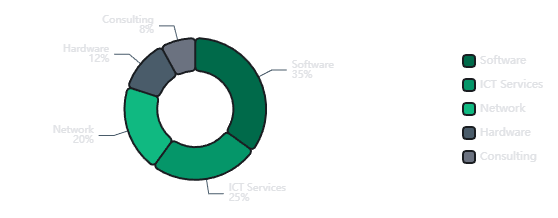 Consulting
8%
Hardware
12%
Software
35%
Network
20%
ICT Services
25%
Software
ICT Services
Network
Hardware
Consulting